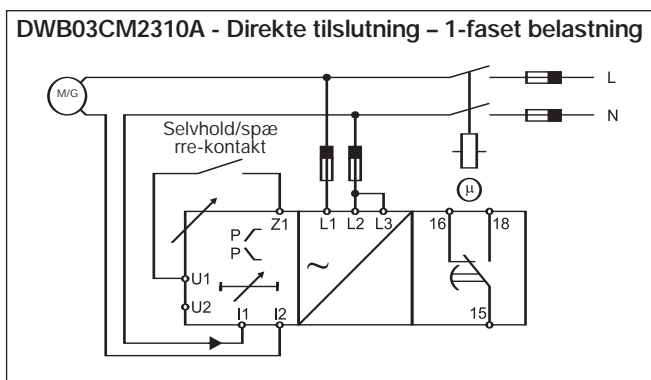 DWB03CM2310A - Direkte tilslutning – 1-faset belastning
M/G
L
N
Selvhold/spæ
rre-kontakt
μ
Z1
L1
L2
L3
16
18
P
P
~
U1
U2
I1
I2
15